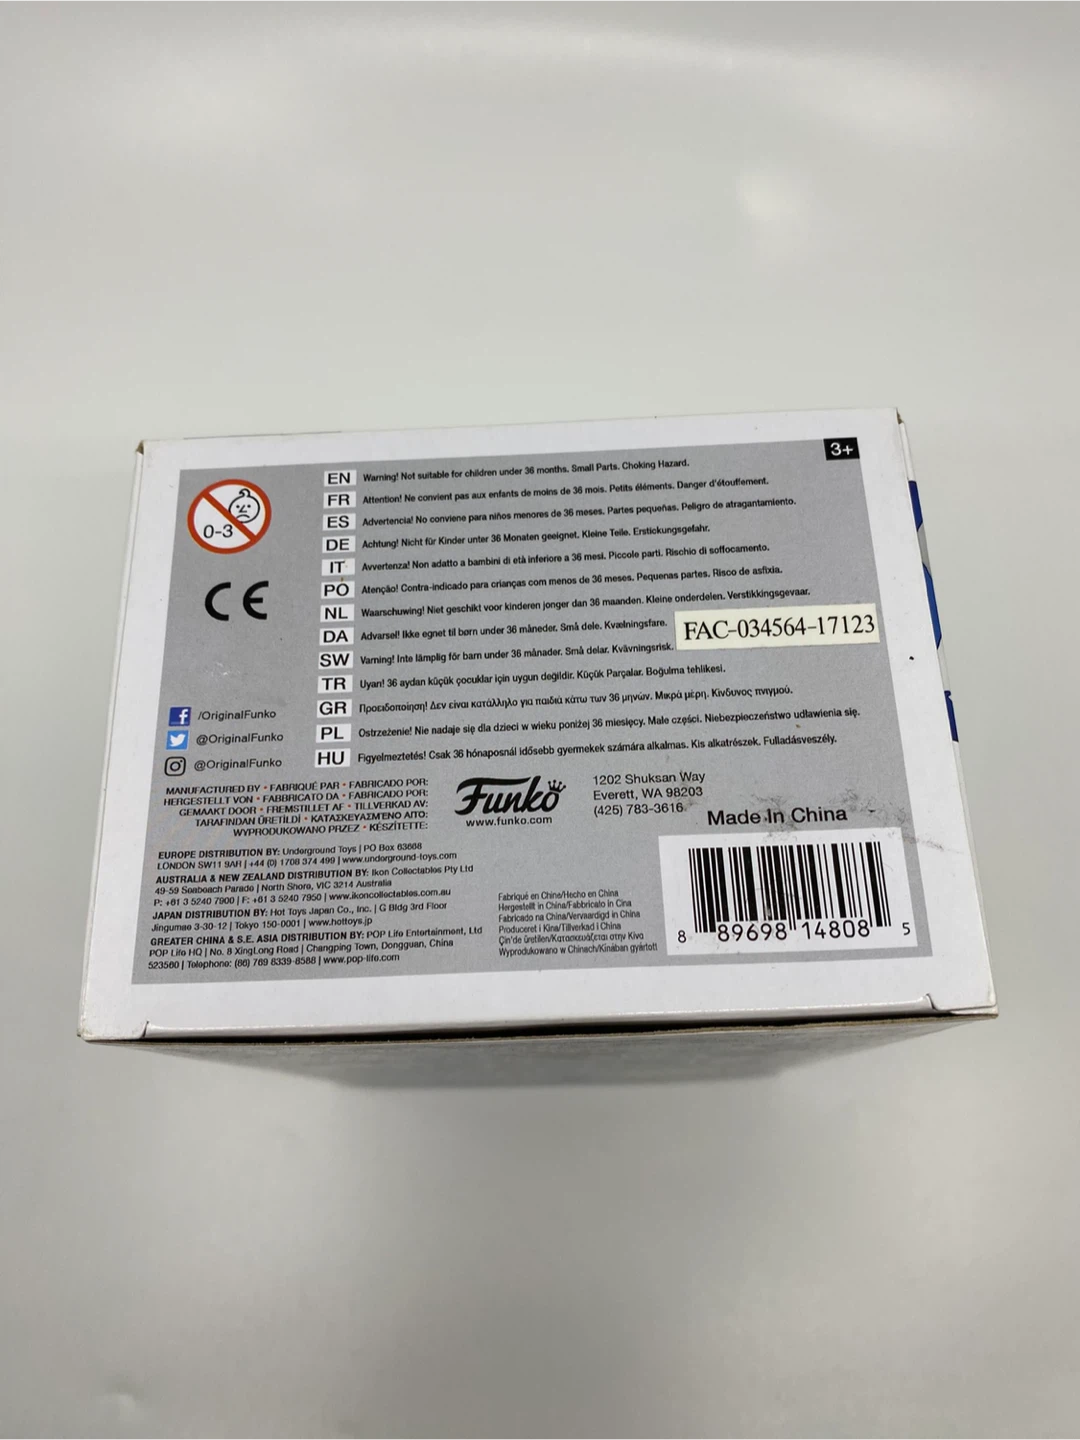 3+
0-3
EN Warning! Not suitable for children under 36 months. Small Parts. Choking Hazard.
FR Attention! Ne convient pas aux enfants de moins de 36 mois. Petits éléments. Danger d'étouffement.
ES Advertencia! No conviene para niños menores de 36 meses. Partes pequeñas. Peligro de atragantamiento.
DE Achtung! Nicht für Kinder unter 36 Monaten geeignet. Kleine Teile. Erstickungsgefahr.
IT Avvertenza! Non adatto a bambini di età inferiore a 36 mesi. Piccole parti. Rischio di soffocamento.
PO Atenção! Contra-indicado para crianças com menos de 36 meses. Pequenas partes. Risco de asfixia.
NL Waarschuwing! Niet geschikt voor kinderen jonger dan 36 maanden. Kleine onderdelen. Verstikkingsgevaar.
DA Advarsel! Ikke egnet til børn under 36 måneder. Små dele. Kvælningsfare.
SW Varning! Inte lämplig för barn under 36 månader. Små delar. Kvävningsrisk.
FAC-034564-17123
TR Uyarı! 36 aydan küçük çocuklar için uygun değildir. Küçük Parçalar. Boğulma tehlikesi.
GR Προειδοποίηση! Δεν είναι κατάλληλο για παιδιά κάτω των 36 μηνών. Μικρά μέρη. Κίνδυνος πνιγμού.
PL Ostrzeżenie! Nie nadaje się dla dzieci w wieku poniżej 36 miesięcy. Małe części. Niebezpieczeństwo udławienia się.
HU Figyelmeztetés! Csak 36 hónaposnál idősebb gyermekek számára alkalmas. Kis alkatrészek. Fulladásveszély.
CE
/OriginalFunko
@OriginalFunko
@OriginalFunko
MANUFACTURED BY • FABRIQUÉ PAR • FABRICADO POR:
HERGESTELLT VON • FABBRICATO DA • FABRICADO POR:
GEMAAKT DOOR • FREMSTILLET AF • TILLVERKAD AV:
TARAFINDAN ÜRETİLDİ • ΚΑΤΑΣΚΕΥΑΣΜΈΝΟ ΑΠΌ:
WYPRODUKOWANO PRZEZ • KÉSZÍTETTE:
Funko
www.funko.com
1202 Shuksan Way
Everett, WA 98203
(425) 783-3616
Made In China
EUROPE DISTRIBUTION BY: Underground Toys | PO Box 63668
LONDON SW11 9AH | +44 (0) 1708 374 499 | www.underground-toys.com
AUSTRALIA & NEW ZEALAND DISTRIBUTION BY: Ikon Collectables Pty Ltd
49-59 Sonbeach Parade | North Shore, VIC 3214 Australia
P: +61 3 5240 7900 | F: +61 3 5240 7950 | www.ikoncollectables.com.au
JAPAN DISTRIBUTION BY: Hot Toys Japan Co., Inc. | G Bldg 3rd Floor
Jingumae 3-30-12 | Tokyo 150-0001 | www.hottoys.jp
GREATER CHINA & S.E. ASIA DISTRIBUTION BY: POP Life Entertainment, Ltd
POP Life HQ | No. 8 XingLong Road | Changping Town, Dongguan, China
523560 | Telephone: (86) 769 8339-8588 | www.pop-life.com
Fabriqué en Chine/Hecho en China
Hergestellt in China/Fabbricato in Cina
Fabricado na China/Vervaardigd in China
Produceret i Kina/Tillverkad i China
Çin'de üretilen/Κατασκευάζεται στην Κίνα
Wyprodukowano w Chinach/Kínában gyártott
8 89698 14808 5